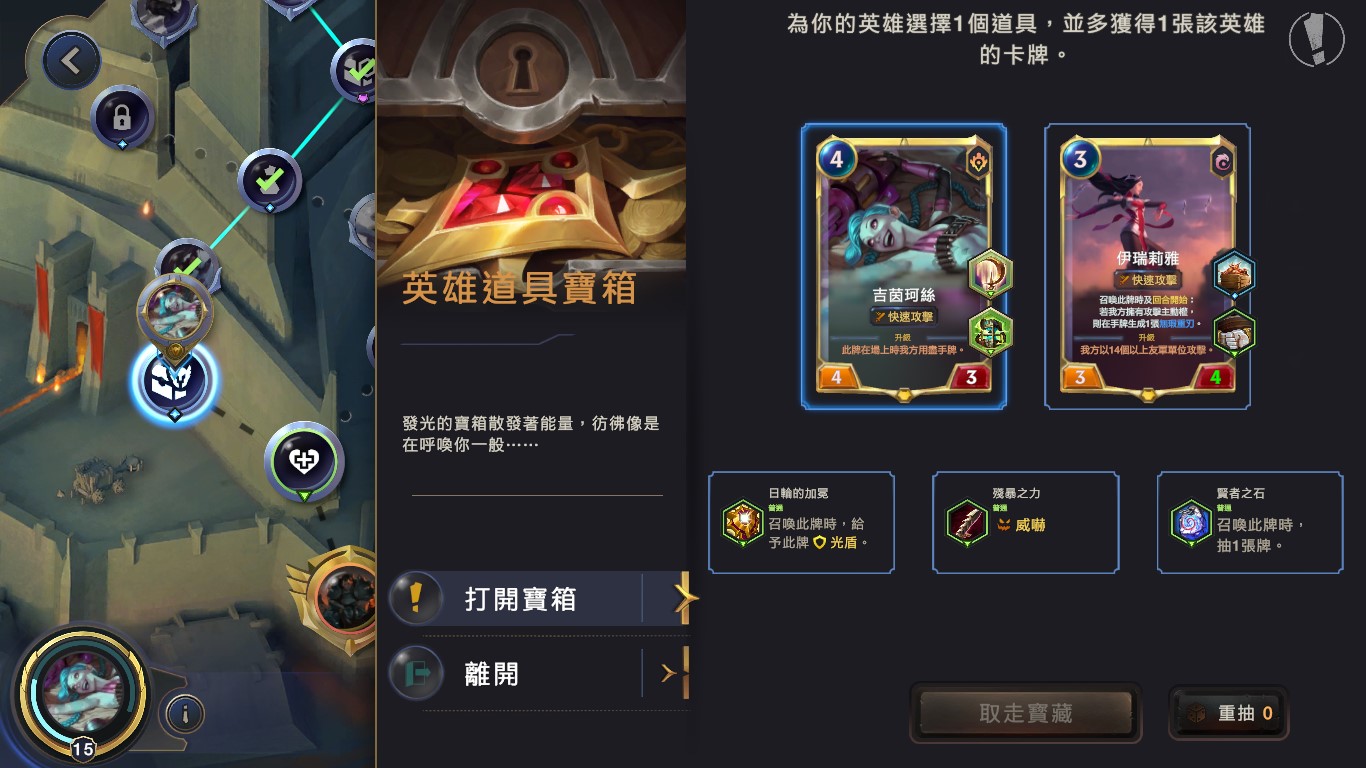 為你的英雄選擇1個道具，並多獲得1張該英雄
的卡牌。
4
吉茵珂絲
快速攻擊
升級
此牌在場上時我方用盡手牌。
4
3
3
伊瑞莉雅
快速攻擊
召喚此牌時及回合開始：
若我方擁有攻擊主動權，
則在手牌生成1張無瑕重刃。
升級
我方以14個以上友軍單位攻擊。
3
4
英雄道具寶箱
發光的寶箱散發著能量，彷彿像是
在呼喚你一般⋯⋯
打開寶箱
離開
日輪的加冕
普通
召喚此牌時，給
予此牌 光盾。
殘暴之力
普通
威嚇
賢者之石
普通
召喚此牌時，
抽1張牌。
取走寶藏
重抽 0
15